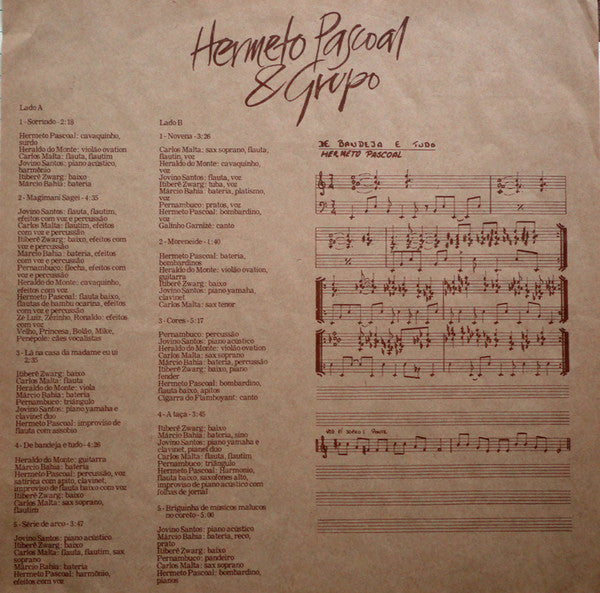 Hermeto Pascoal
& Grupo
Lado A
1 - Sorrindo - 2:18
Hermeto Pascoal: cavaquinho,
surdo
Heraldo do Monte: violão ovation
Carlos Malta: flauta, flautim
Jovino Santos: piano acústico,
harmônio
Itiberê Zwarg: baixo
Márcio Bahia: bateria
2 - Magimani Sagei - 4:35
Jovino Santos: flauta, flautim,
efeitos com voz e percussão
Carlos Malta: flautim, efeitos com voz
e percussão
Itiberê Zwarg: baixo, efeitos com
voz e percussão
Márcio Bahia: bateria, efeitos
com voz e percussão
Pernambuco: flecha, efeitos com voz
e percussão
Heraldo do Monte: cavaquinho,
efeitos com voz
Hermeto Pascoal: flauta baixo,
flautas de bambu ocarina, efeitos
com voz e percussão
Zé Luiz, Zezinho, Ronaldo: efeitos
com voz
Velho, Princesa, Bolão, Mike,
Penépole: cães vocalistas
3 - Lá na casa da madame eu vi
2:35
Itiberê Zwarg: baixo
Carlos Malta: flauta
Heraldo do Monte: viola
Márcio Bahia: bateria
Pernambuco: triângulo
Jovino Santos: piano yamaha e
clavinet duo
Hermeto Pascoal: improviso de
flauta com assobio
4 - De bandeja e tudo - 4:26
Heraldo do Monte: guitarra
Márcio Bahia: bateria
Hermeto Pascoal: percussão, voz
satírica com apito, clavinet,
improviso de flauta baixo com voz
Itiberê Zwarg: baixo
Carlos Malta: sax soprano,
flautim
5 - Série de arco - 3:47
Jovino Santos: piano acústico
Itiberê Zwarg: baixo
Carlos Malta: flauta, flautim, sax
soprano
Márcio Bahia: bateria
Hermeto Pascoal: harmônio,
efeitos com voz
Lado B
1 - Novena - 3:26
Carlos Malta: sax soprano, flauta,
flautim, voz
Heraldo do Monte: cavaquinho,
voz
Jovino Santos: flauta, voz
Itiberê Zwarg: tuba, voz
Márcio Bahia: bateria, platismo,
voz
Pernambuco: pratos, voz
Hermeto Pascoal: bombardino,
voz
Galinho Garnizé: canto
2 - Moreneide - 1:40
Hermeto Pascoal: bateria,
bombardinos
Heraldo do Monte: violão ovation,
guitarra
Itiberê Zwarg: baixo
Jovino Santos: piano yamaha,
clavinet
Carlos Malta: sax tenor
3 - Cores - 5:17
Pernambuco: percussão
Jovino Santos: piano acústico
Heraldo do Monte: violão ovation
Carlos Malta: sax soprano
Márcio Bahia: bateria, percussão
Itiberê Zwarg: baixo, piano
fender
Hermeto Pascoal: bombardino,
flauta baixo, apitos
Cigarra de Flamboyant: canto
4 - A taça - 3:45
Itiberê Zwarg: baixo
Márcio Bahia: bateria, sino
Jovino Santos: piano yamaha e
clavinet, pianet duo
Carlos Malta: flauta, flautim
Pernambuco: triângulo
Hermeto Pascoal: Harmonio,
flauta baixo, saxofones alto,
improviso de piano acústico com
folhas de jornal
5 - Briguinha de músicos malucos
no coreto - 5:00
Jovino Santos: piano acústico
Márcio Bahia: bateria, reco,
prato
Itiberê Zwarg: baixo
Pernambuco: pandeiro
Carlos Malta: sax soprano
Hermeto Pascoal: bombardino,
pianos
DE BANDEJA E TUDO
HERMETO PASCOAL